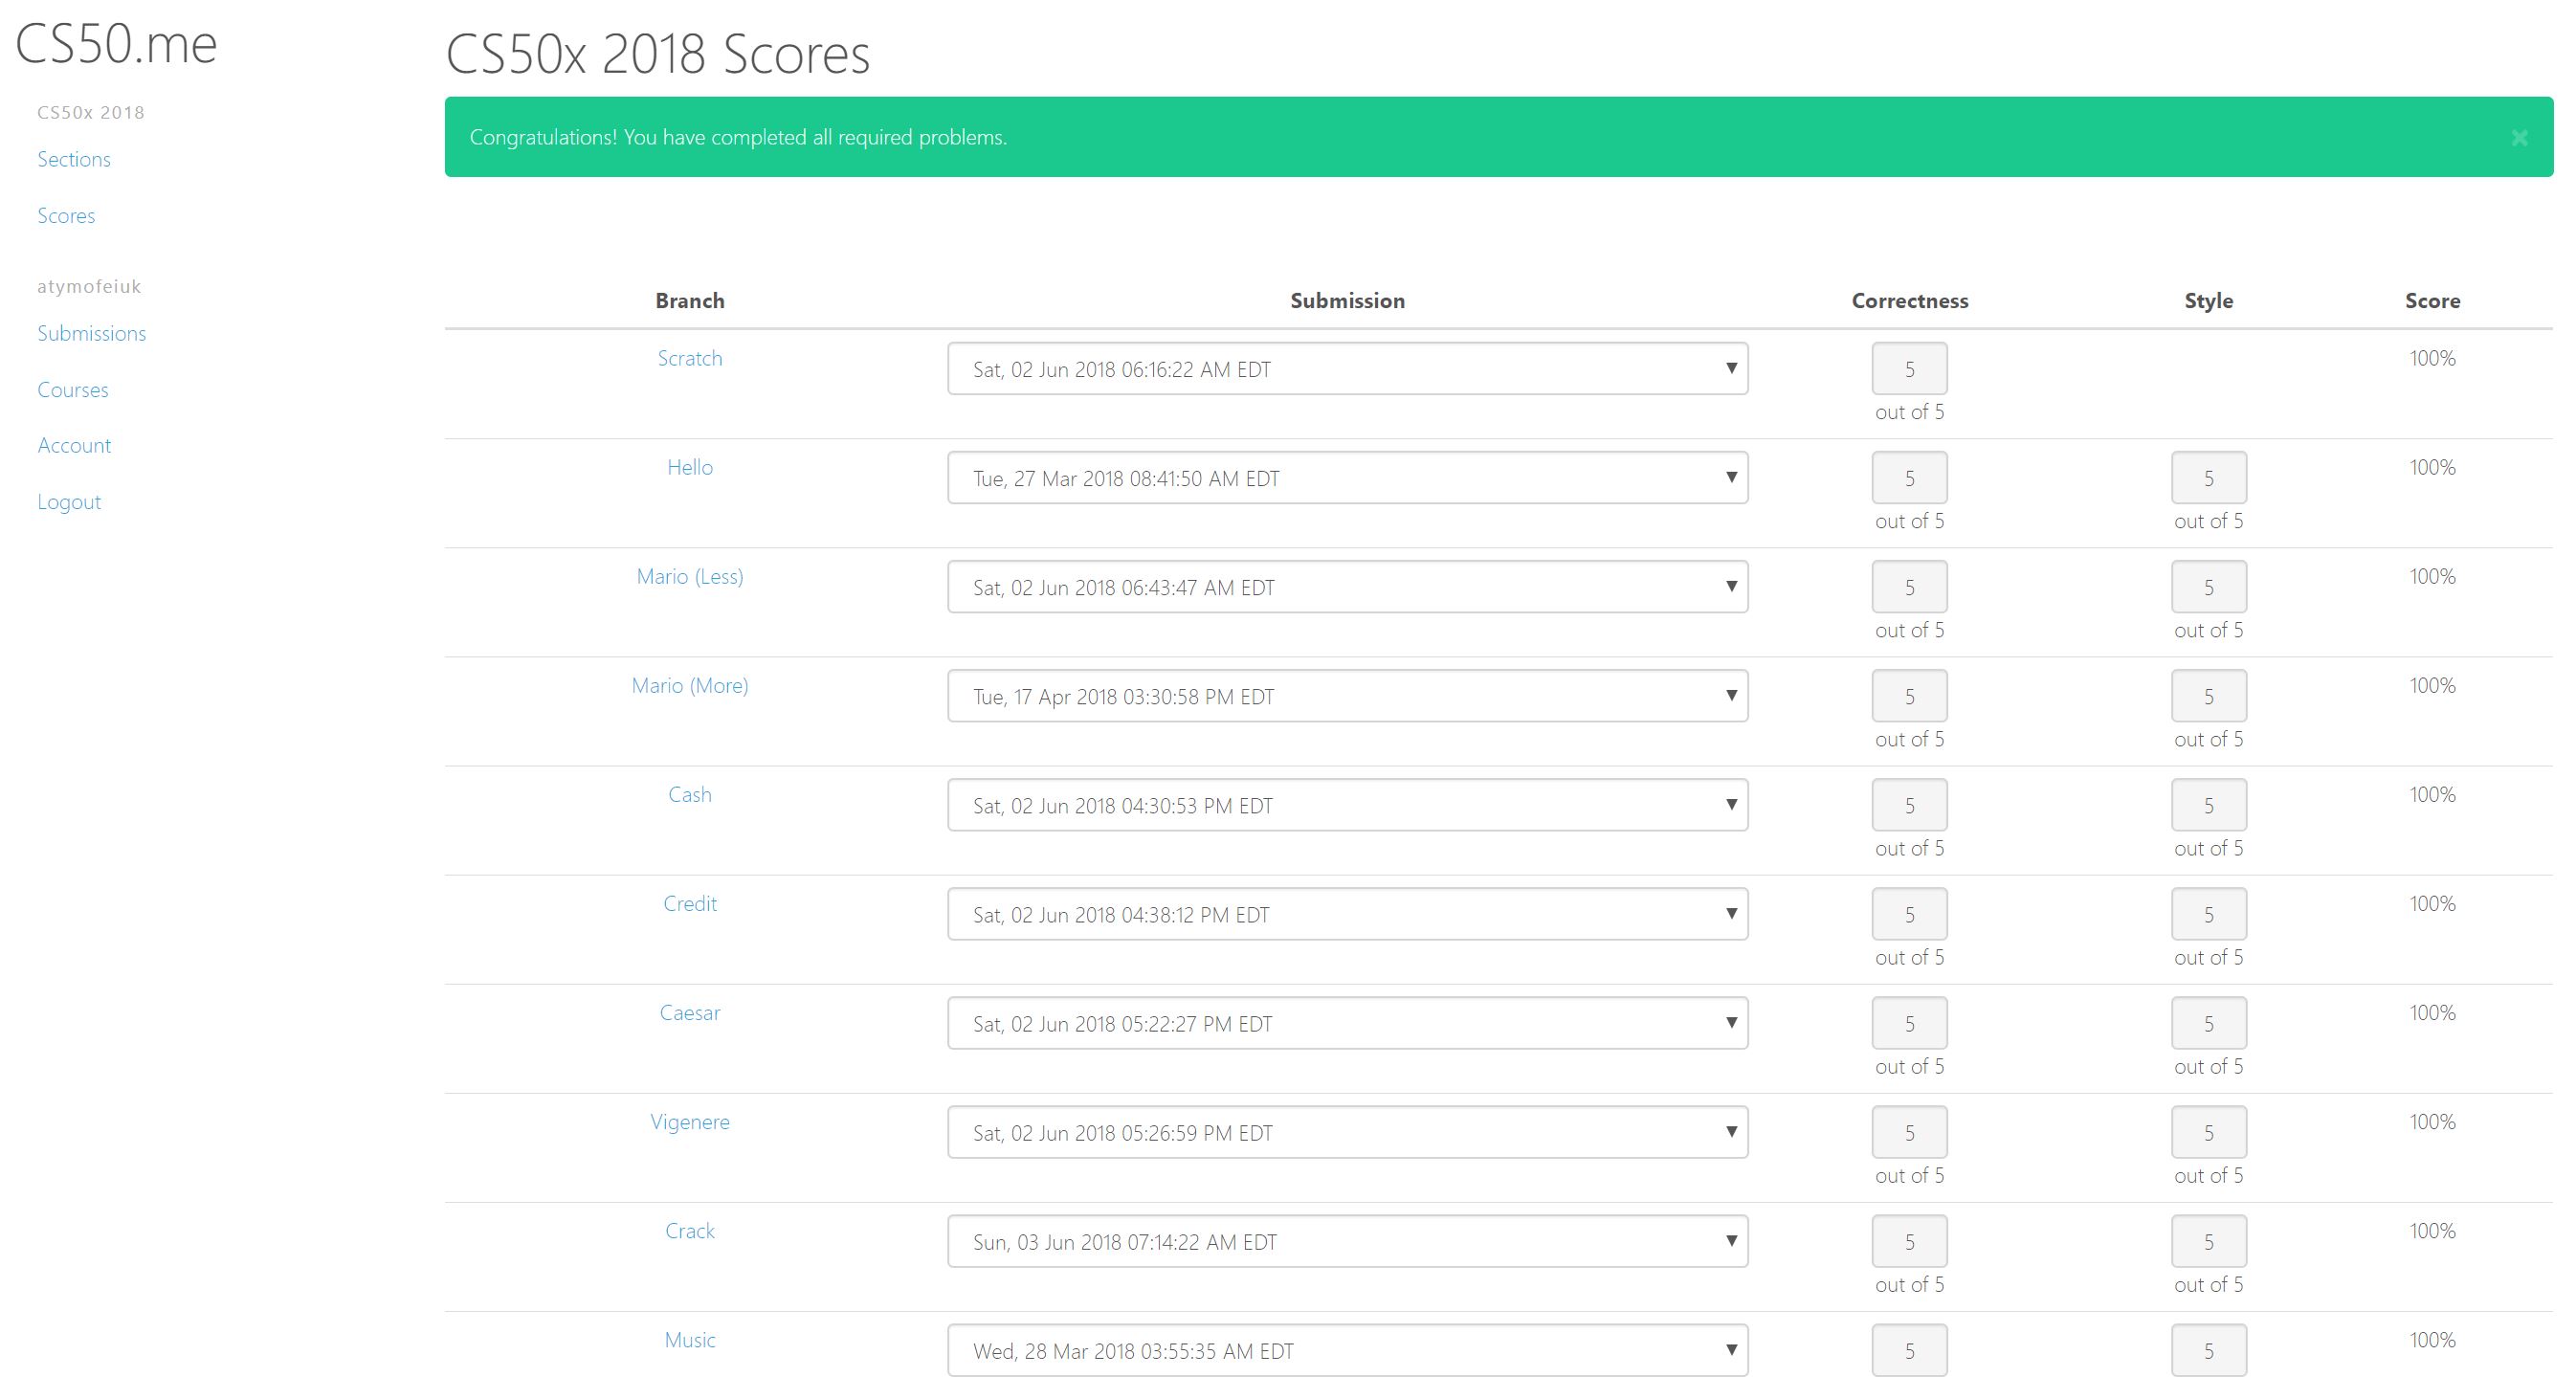 CS50.me
CS50x 2018
Sections
Scores
atymofeiuk
Submissions
Courses
Account
Logout
CS50x 2018 Scores
Congratulations! You have completed all required problems. ×
Branch Submission Correctness Style Score
Scratch Sat, 02 Jun 2018 06:16:22 AM EDT ▼ 5 100%
out of 5
Hello Tue, 27 Mar 2018 08:41:50 AM EDT ▼ 5 5 100%
out of 5 out of 5
Mario (Less) Sat, 02 Jun 2018 06:43:47 AM EDT ▼ 5 5 100%
out of 5 out of 5
Mario (More) Tue, 17 Apr 2018 03:30:58 PM EDT ▼ 5 5 100%
out of 5 out of 5
Cash Sat, 02 Jun 2018 04:30:53 PM EDT ▼ 5 5 100%
out of 5 out of 5
Credit Sat, 02 Jun 2018 04:38:12 PM EDT ▼ 5 5 100%
out of 5 out of 5
Caesar Sat, 02 Jun 2018 05:22:27 PM EDT ▼ 5 5 100%
out of 5 out of 5
Vigenere Sat, 02 Jun 2018 05:26:59 PM EDT ▼ 5 5 100%
out of 5 out of 5
Crack Sun, 03 Jun 2018 07:14:22 AM EDT ▼ 5 5 100%
out of 5 out of 5
Music Wed, 28 Mar 2018 03:55:35 AM EDT ▼ 5 5 100%